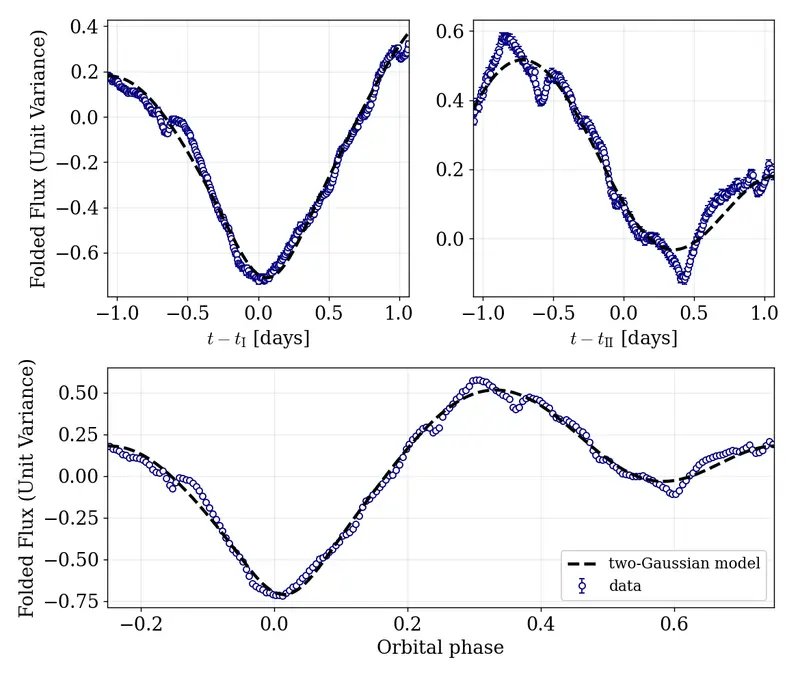 Folded Flux (Unit Variance)
0.4
0.2
0.0
−0.2
−0.4
−0.6
−1.0 −0.5 0.0 0.5 1.0
t − tI [days]
0.6
0.4
0.2
0.0
−1.0 −0.5 0.0 0.5 1.0
t − tII [days]
Folded Flux (Unit Variance)
0.50
0.25
0.00
−0.25
−0.50
−0.75
−0.2 0.0 0.2 0.4 0.6
Orbital phase
two-Gaussian model
data